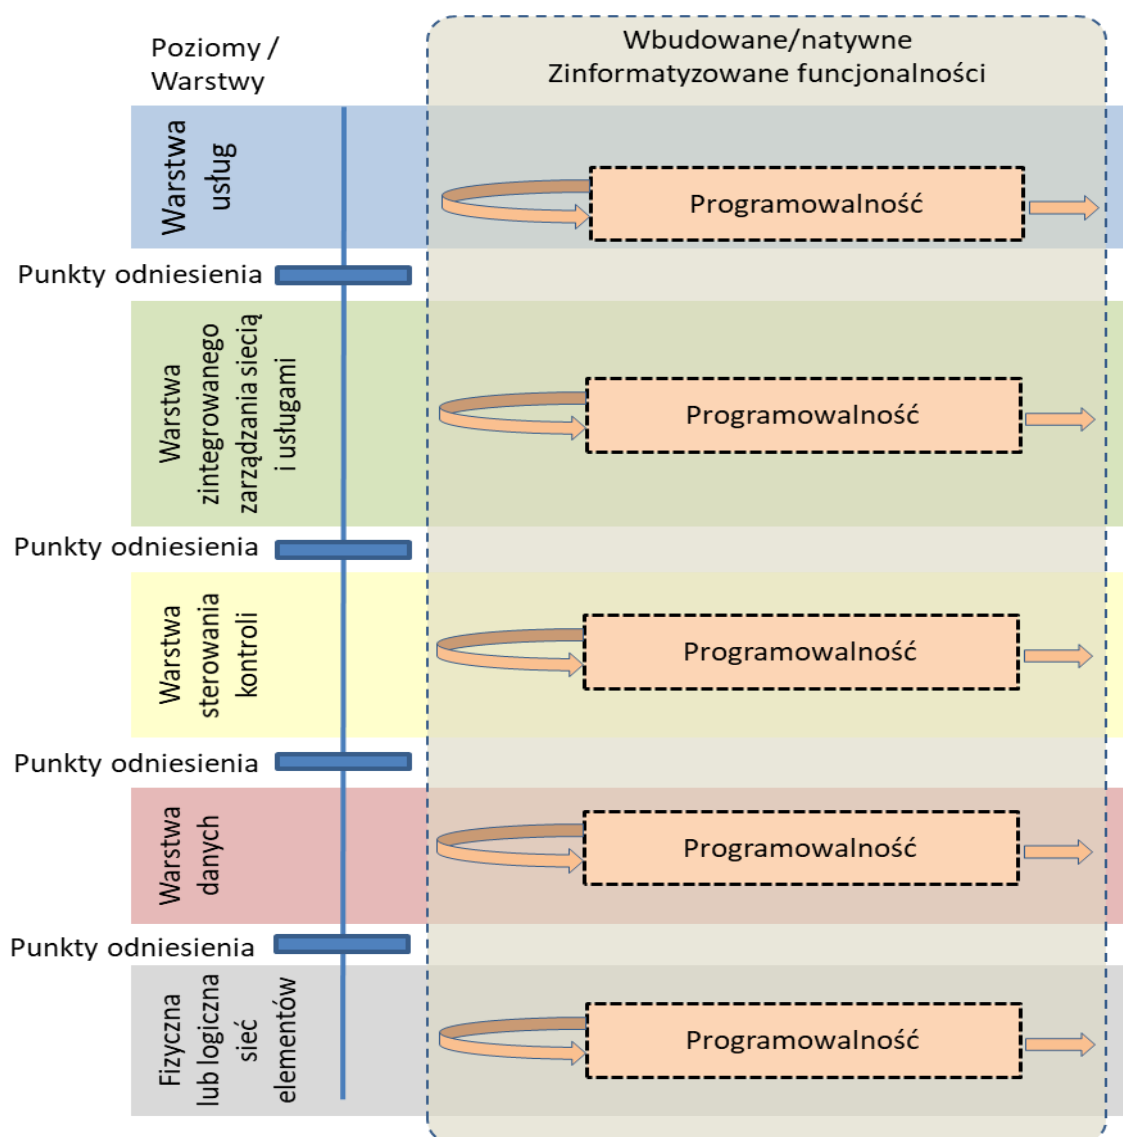 Poziomy /
Warstwy
Wbudowane/natywne
Zinformatyzowane funcjonalności
Warstwa
usług
Programowalność
Punkty odniesienia
Warstwa
zintegrowanego
zarządzania siecią
i usługami
Programowalność
Punkty odniesienia
Warstwa
sterowania
kontroli
Programowalność
Punkty odniesienia
Warstwa
danych
Programowalność
Punkty odniesienia
Fizyczna
lub logiczna
sieć
elementów
Programowalność